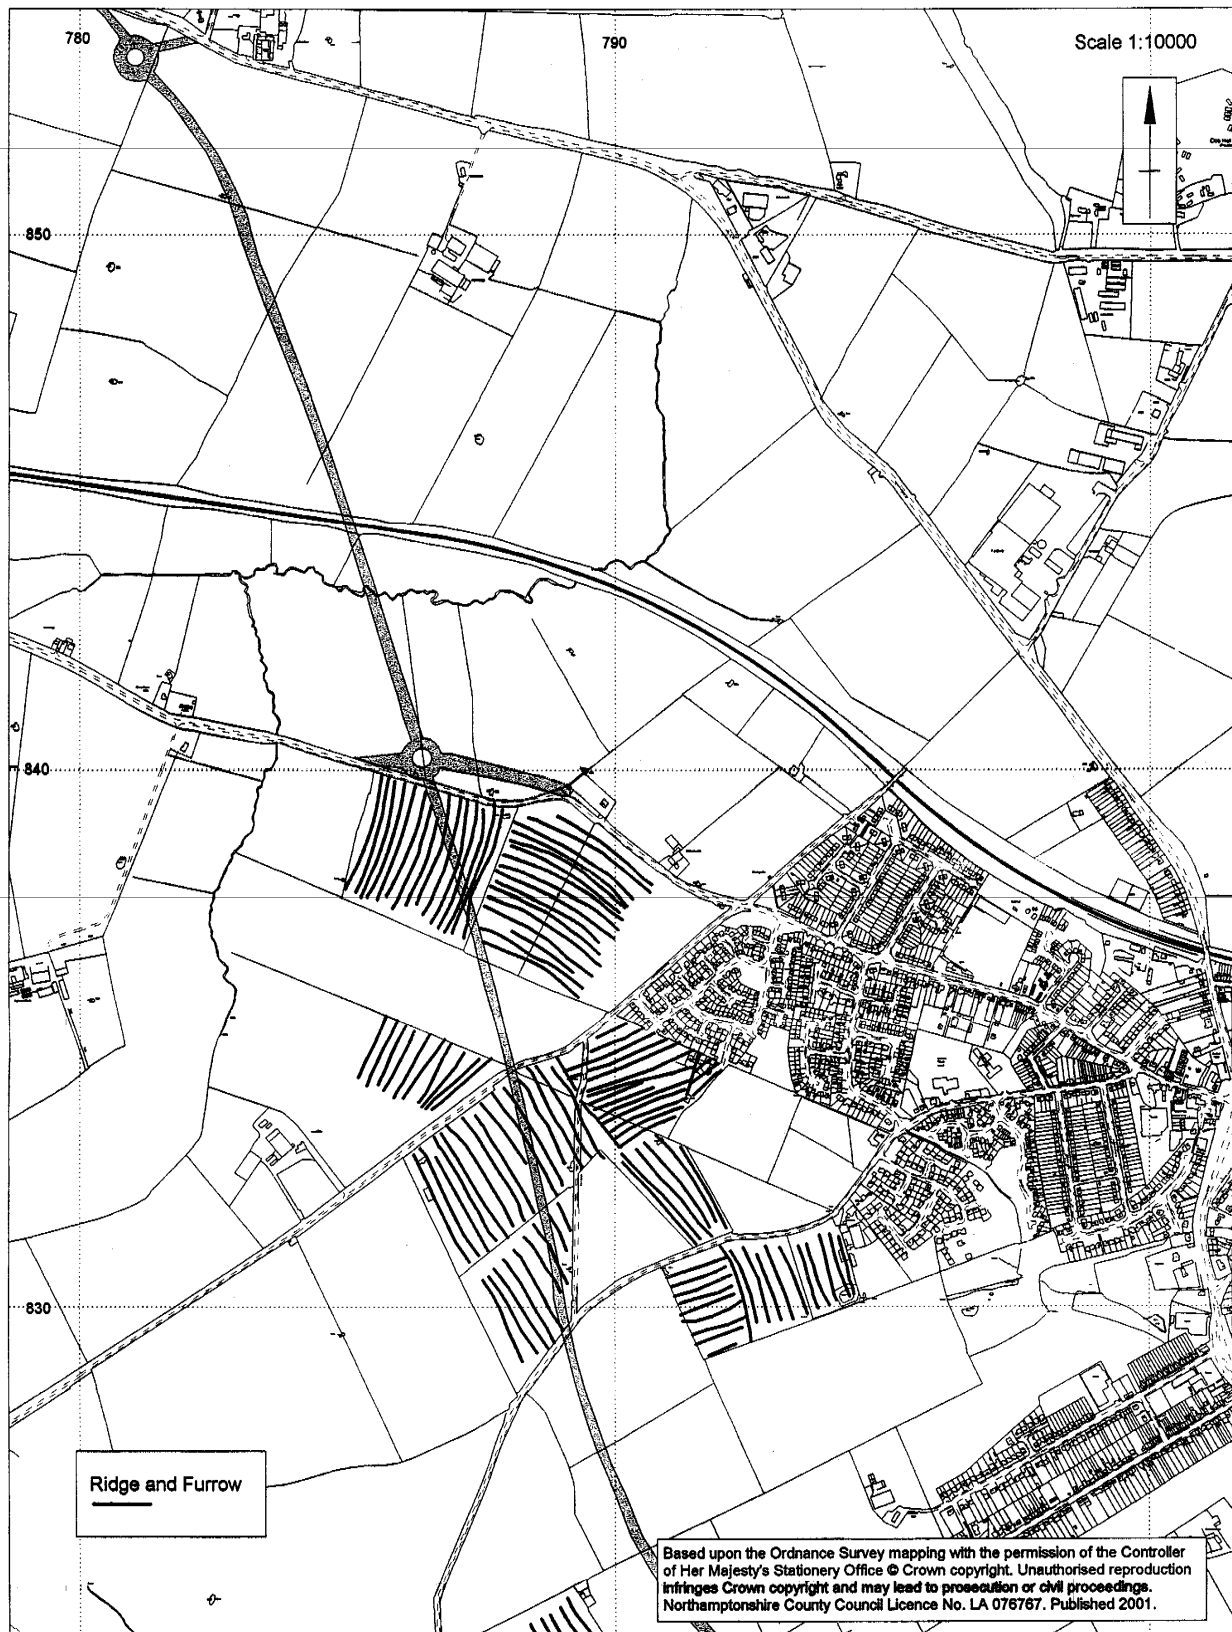 780
790
Scale 1:10000
850
840
830
Ridge and Furrow
Based upon the Ordnance Survey mapping with the permission of the Controller
of Her Majesty's Stationery Office © Crown copyright. Unauthorised reproduction
infringes Crown copyright and may lead to prosecution or civil proceedings.
Northamptonshire County Council Licence No. LA 076767. Published 2001.